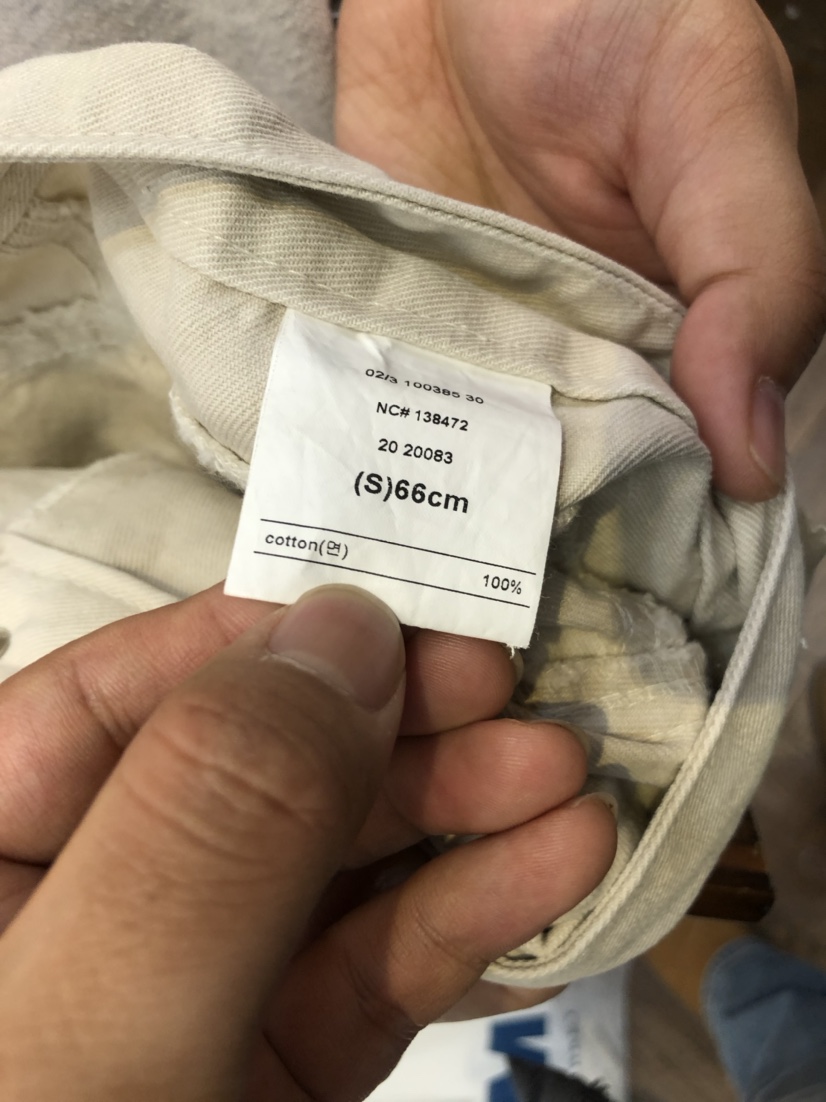 02/3 100385 30
NC# 138472
20 20083
(S)66cm
cotton(면)
100%